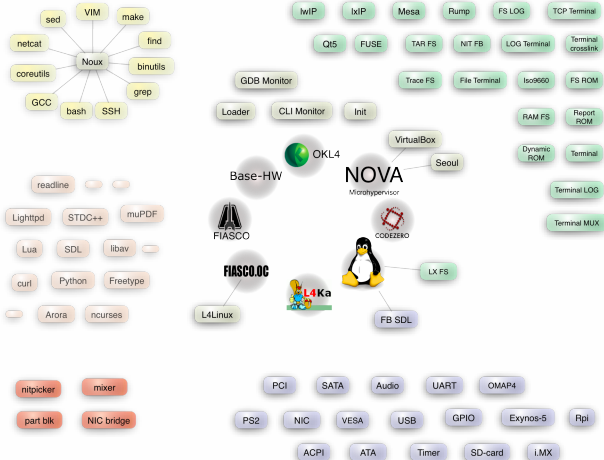 VIM
sed
make
netcat
find
Noux
coreutils
binutils
GCC
grep
bash
SSH
lwIP
lxIP
Mesa
Rump
FS LOG
TCP Terminal
Qt5
FUSE
TAR FS
NIT FB
LOG Terminal
Terminal
crosslink
Trace FS
File Terminal
Iso9660
FS ROM
RAM FS
Report
ROM
Dynamic
ROM
Terminal
Terminal LOG
Terminal MUX
GDB Monitor
Loader
CLI Monitor
Init
OKL4
VirtualBox
Seoul
Base-HW
NOVA
Microhypervisor
FIASCO
CODEZERO
FIASCO.OC
L4Ka
LX FS
L4Linux
FB SDL
readline
Lighttpd
STDC++
muPDF
Lua
SDL
libav
curl
Python
Freetype
Arora
ncurses
nitpicker
mixer
part blk
NIC bridge
PCI
SATA
Audio
UART
OMAP4
PS2
NIC
VESA
USB
GPIO
Exynos-5
Rpi
ACPI
ATA
Timer
SD-card
i.MX